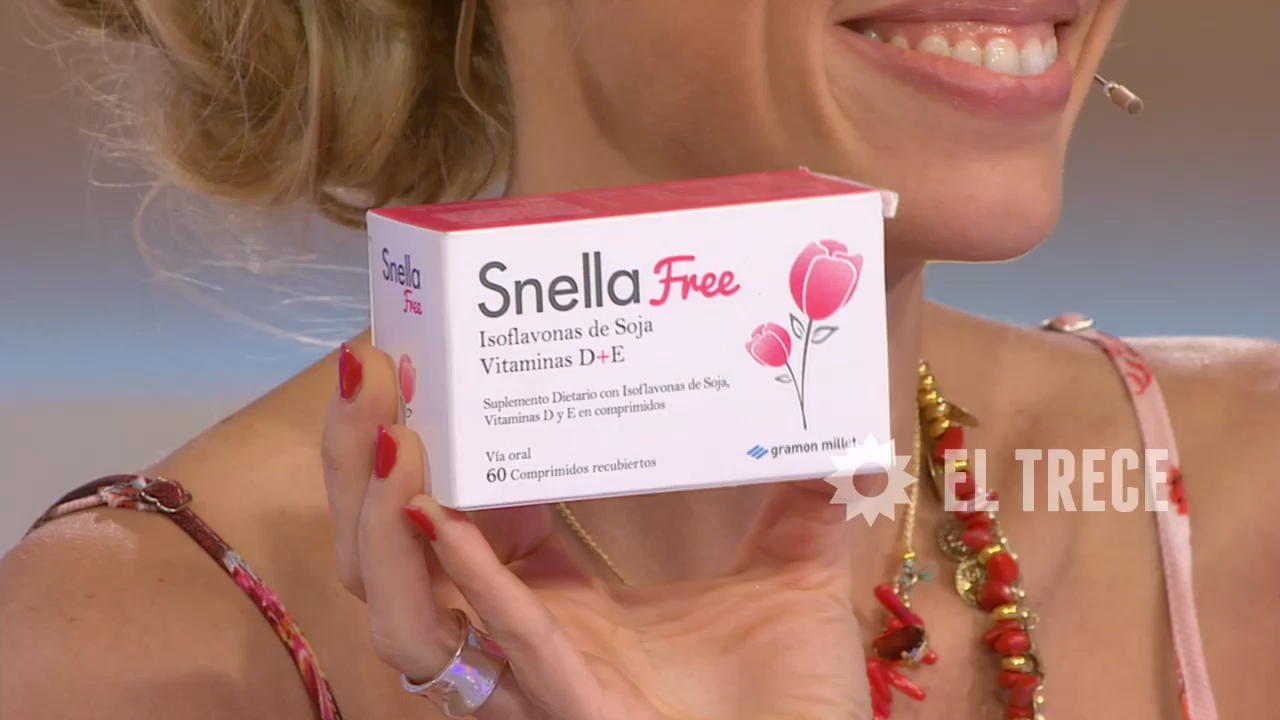 Snella
Free
Snella Free
Isoflavonas de Soja
Vitaminas D+E
Suplemento Dietario con Isoflavonas de Soja,
Vitaminas D y E en comprimidos
Vía oral
60 Comprimidos recubiertos
gramon millet
EL TRECE